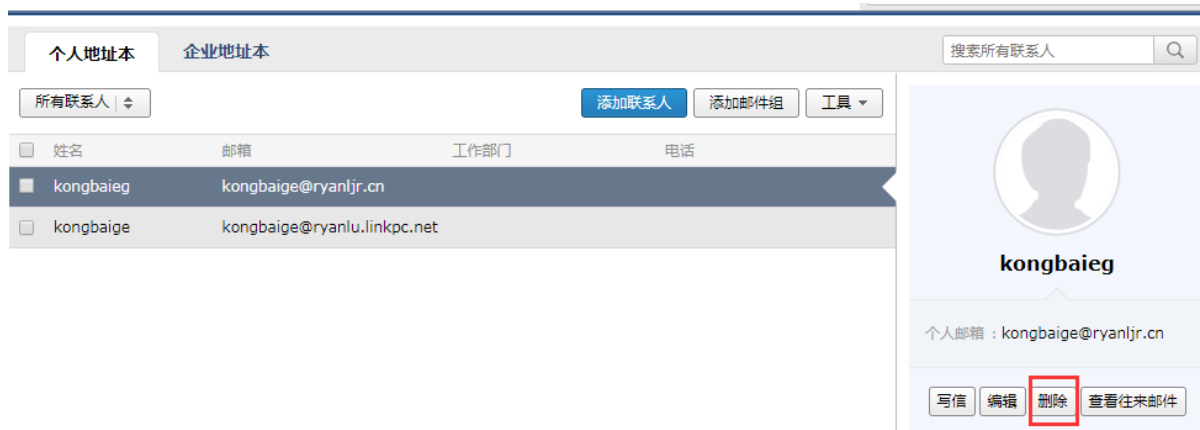 个人地址本 企业地址本 搜索所有联系人
所有联系人 添加联系人 添加邮件组 工具
姓名 邮箱 工作部门 电话
kongbaieg kongbaige@ryanljr.cn
kongbaige kongbaige@ryanlu.linkpc.net
kongbaieg
个人邮箱：kongbaige@ryanljr.cn
写信 编辑 删除 查看往来邮件